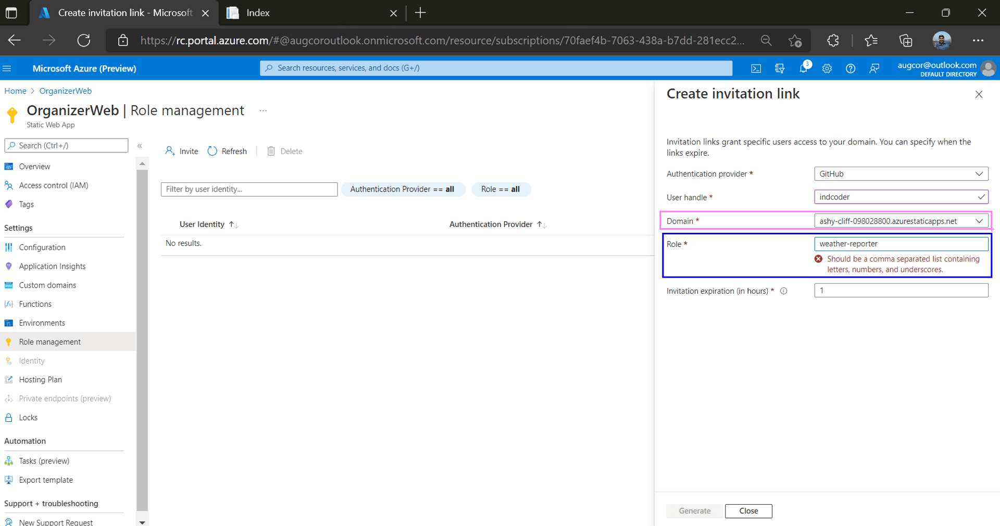 Create invitation link - Microsoft
Index
https://rc.portal.azure.com/#@augcoroutlook.onmicrosoft.com/resource/subscriptions/70faef4b-7063-438a-b7dd-281ecc2...
Microsoft Azure (Preview)
Search resources, services, and docs (G+/)
3
augcor@outlook.com
DEFAULT DIRECTORY
Home > OrganizerWeb
OrganizerWeb | Role management ...
Static Web App
Search (Ctrl+/)
«
Overview
Access control (IAM)
Tags
Settings
Configuration
Application Insights
Custom domains
Functions
Environments
Role management
Identity
Hosting Plan
Private endpoints (preview)
Locks
Automation
Tasks (preview)
Export template
Support + troubleshooting
New Support Request
Invite Refresh Delete
Filter by user identity...
Authentication Provider == all
Role == all
User Identity ↑↓ Authentication Provider ↑↓
No results.
Create invitation link
Invitation links grant specific users access to your domain. You can specify when the
links expire.
Authentication provider * GitHub
User handle * indcoder
Domain * ashy-cliff-098028800.azurestaticapps.net
Role * weather-reporter
Should be a comma separated list containing
letters, numbers, and underscores.
Invitation expiration (in hours) * 1
Generate Close